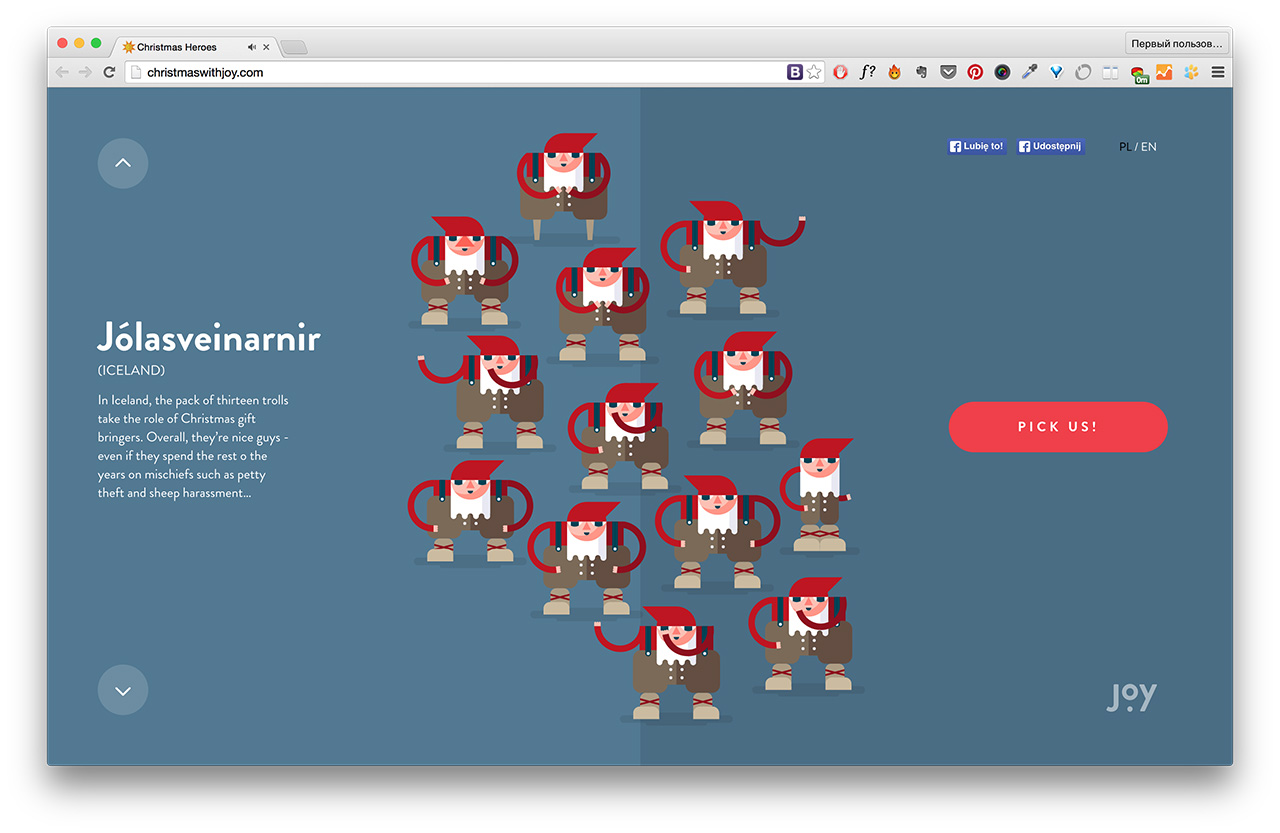 Christmas Heroes
Первый пользов...
christmaswithjoy.com
B
f?
0m
Lubię to!
Udostępnij
PL / EN
Jólasveinarnir
(ICELAND)
In Iceland, the pack of thirteen trolls
take the role of Christmas gift
bringers. Overall, they're nice guys -
even if they spend the rest o the
years on mischiefs such as petty
theft and sheep harassment...
PICK US!
JOY